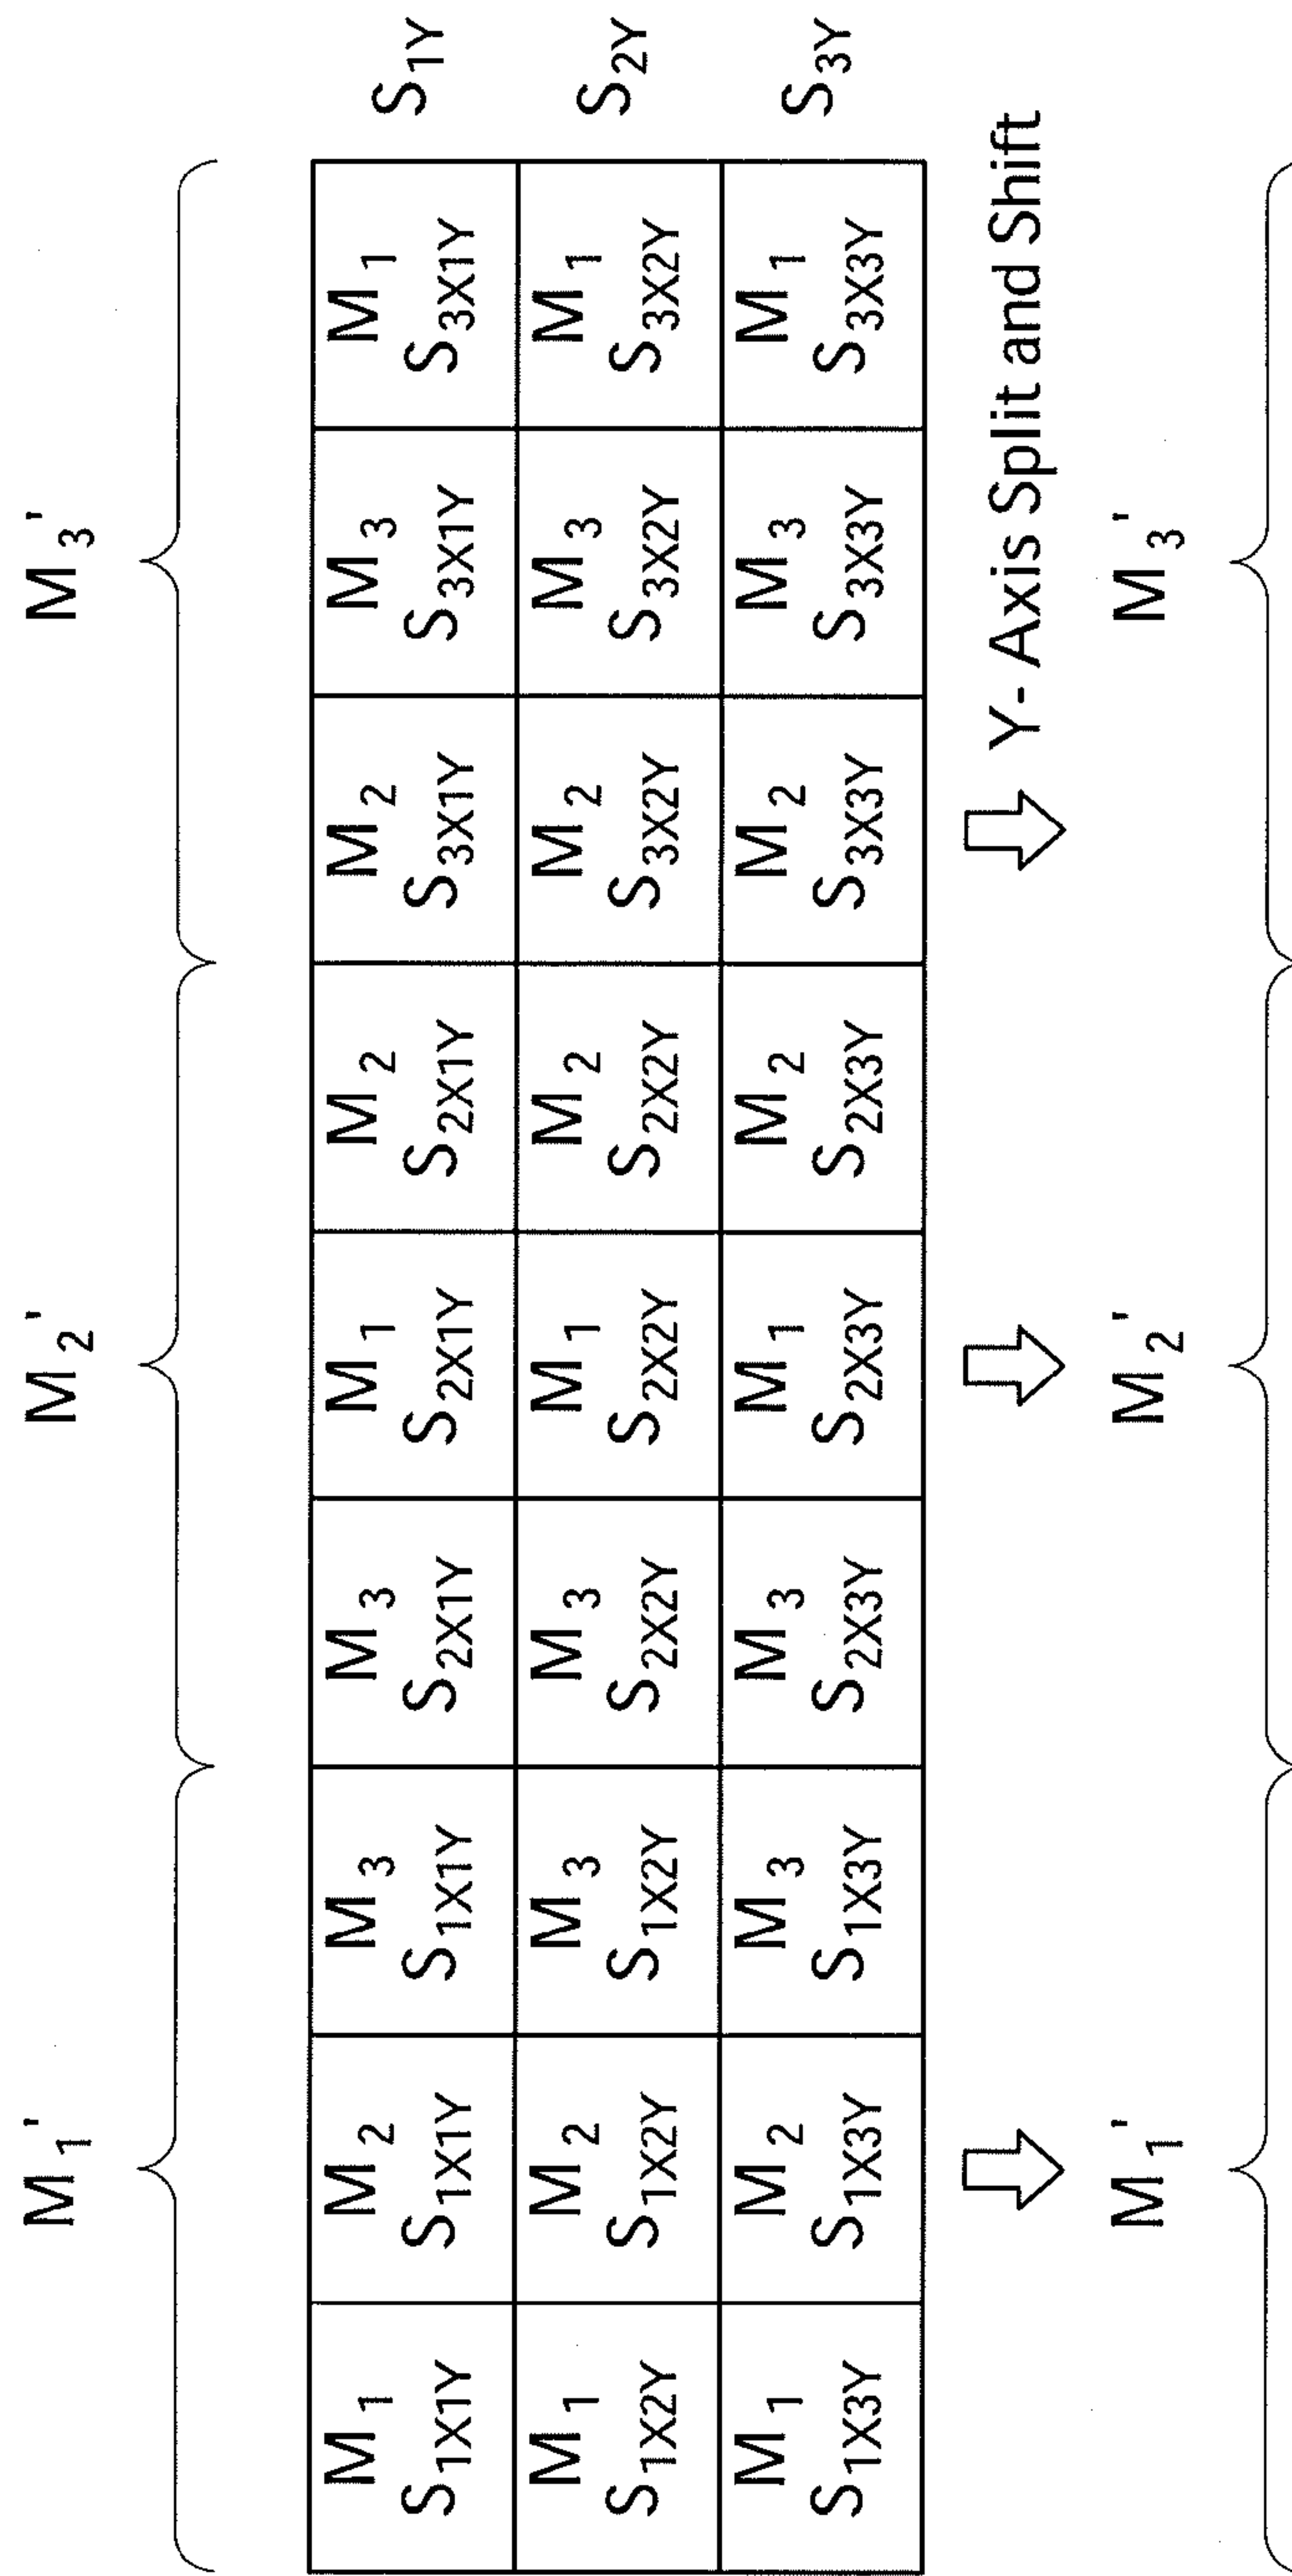 M1' M2' M3'
M1 M2 M3 M3 M1 M2 M2 M3 M1
S1X1Y S1X1Y S1X1Y S2X1Y S2X1Y S2X1Y S3X1Y S3X1Y S3X1Y S1Y
M1 M2 M3 M3 M1 M2 M2 M3 M1
S1X2Y S1X2Y S1X2Y S2X2Y S2X2Y S2X2Y S3X2Y S3X2Y S3X2Y S2Y
M1 M2 M3 M3 M1 M2 M2 M3 M1
S1X3Y S1X3Y S1X3Y S2X3Y S2X3Y S2X3Y S3X3Y S3X3Y S3X3Y S3Y
Y- Axis Split and Shift
M1' M2' M3'